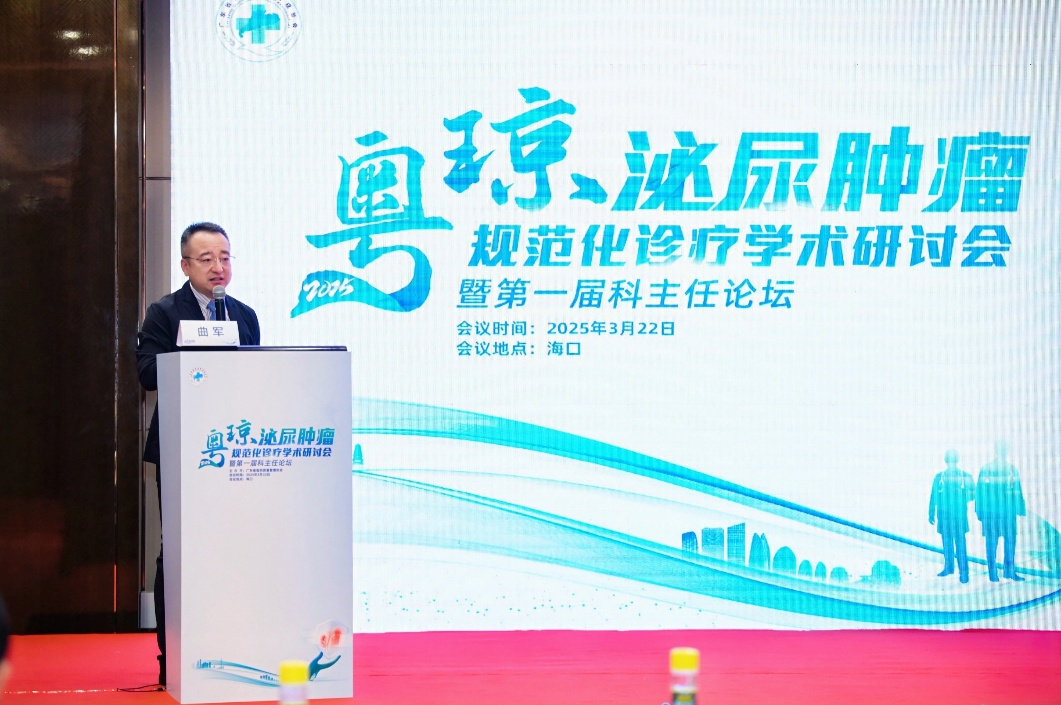 粤琼、泌尿肿瘤
2025
规范化诊疗学术研讨会
暨第一届科主任论坛
会议时间：2025年3月22日
会议地点：海口
曲军
粤琼、泌尿肿瘤
规范化诊疗学术研讨会
暨第一届科主任论坛